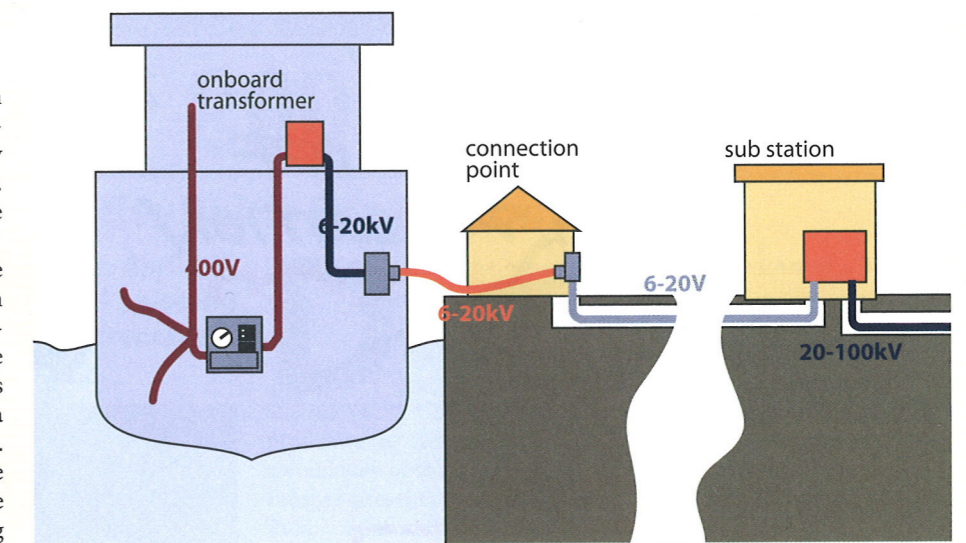 onboard
transformer
connection
point
sub station
6-20kV
400V
6-20V
6-20kV
20-100kV